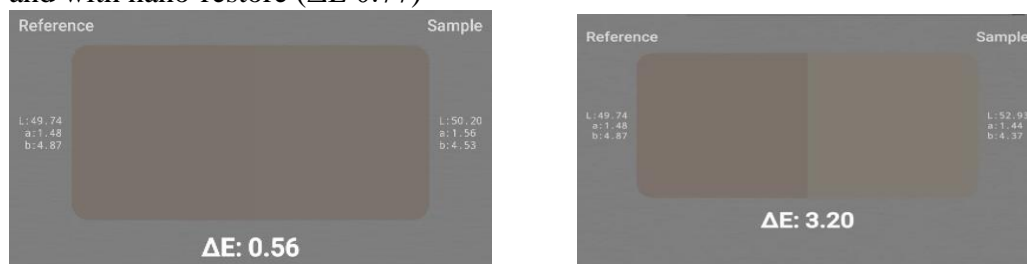 and with nano-restore (ΔE 0.77)
Reference Sample
L:49.74
a:1.48
b:4.87
L:50.20
a:1.56
b:4.53
ΔE: 0.56
Reference Sample
L:49.74
a:1.48
b:4.87
L:52.93
a:1.44
b:4.37
ΔE: 3.20